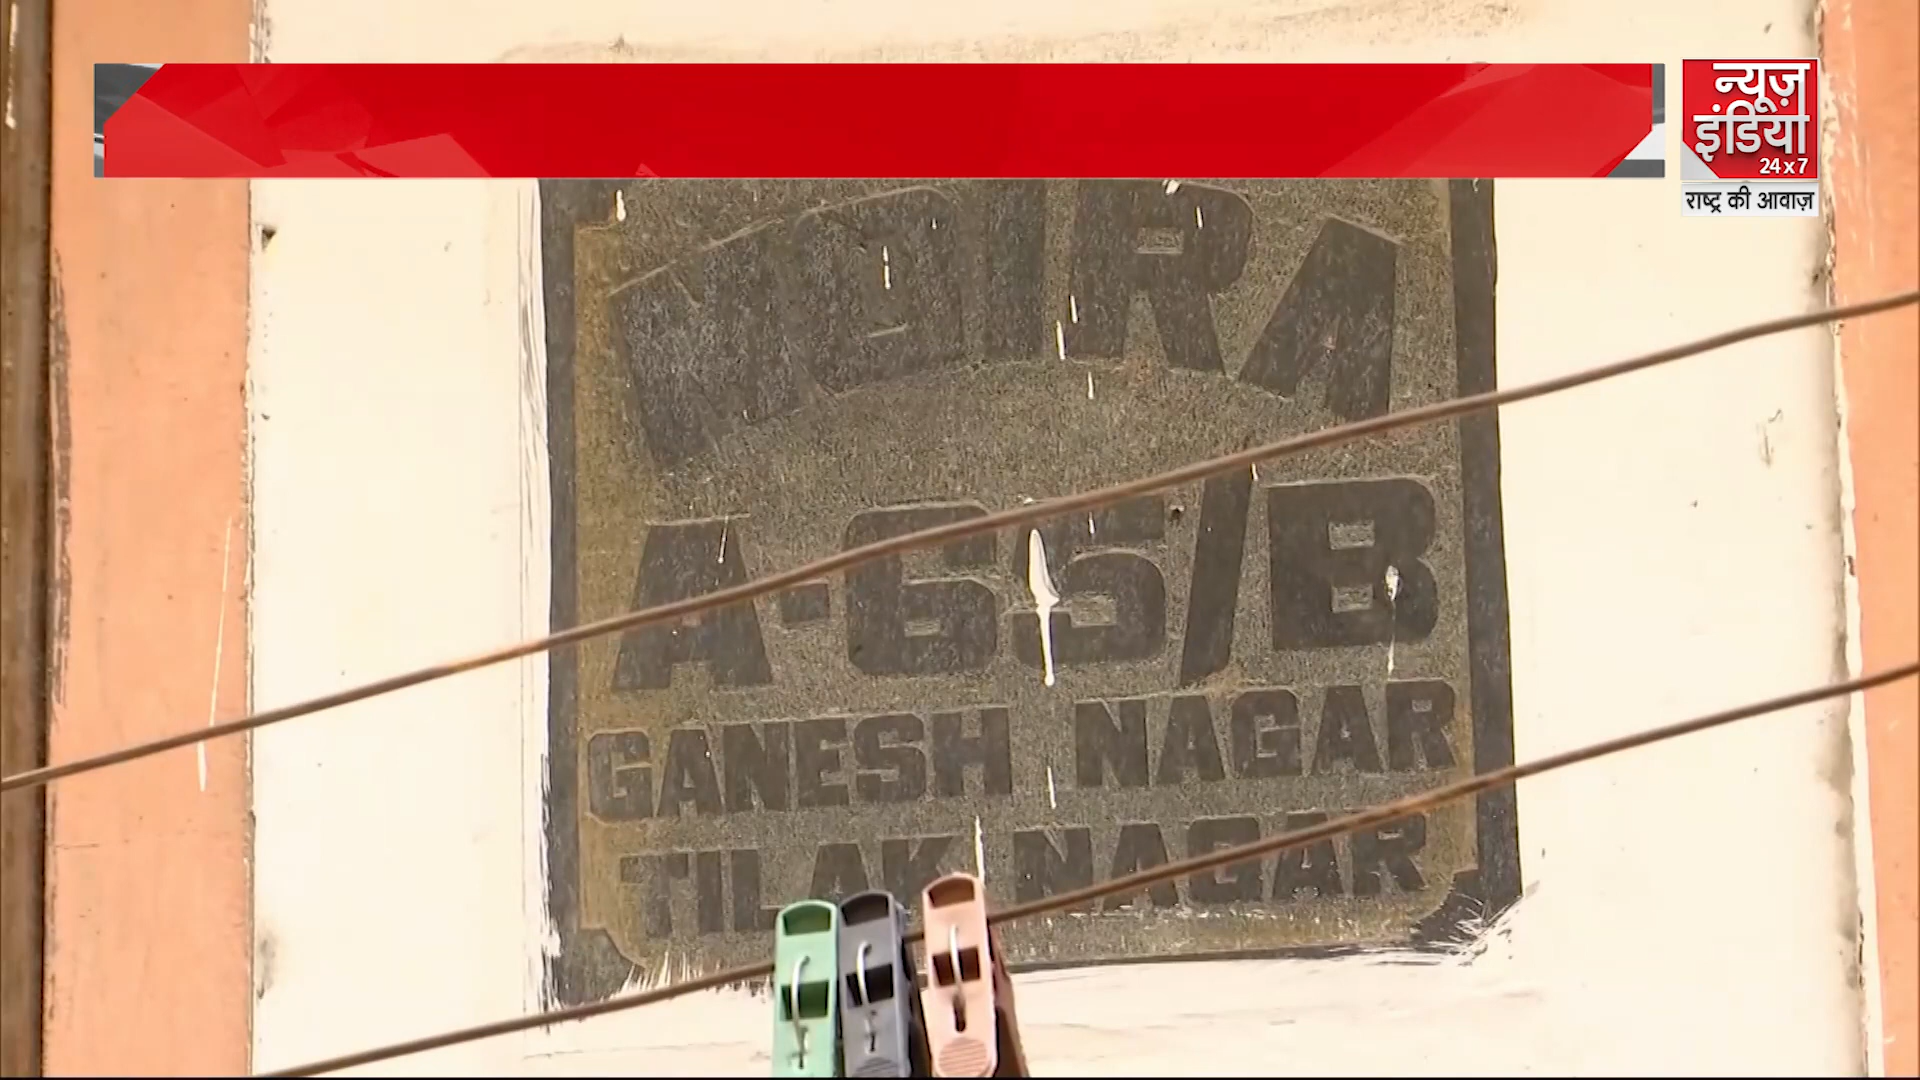 न्यूज़
इंडिया
24x7
राष्ट्र की आवाज़
A-65/B
GANESH NAGAR
TILAK NAGAR